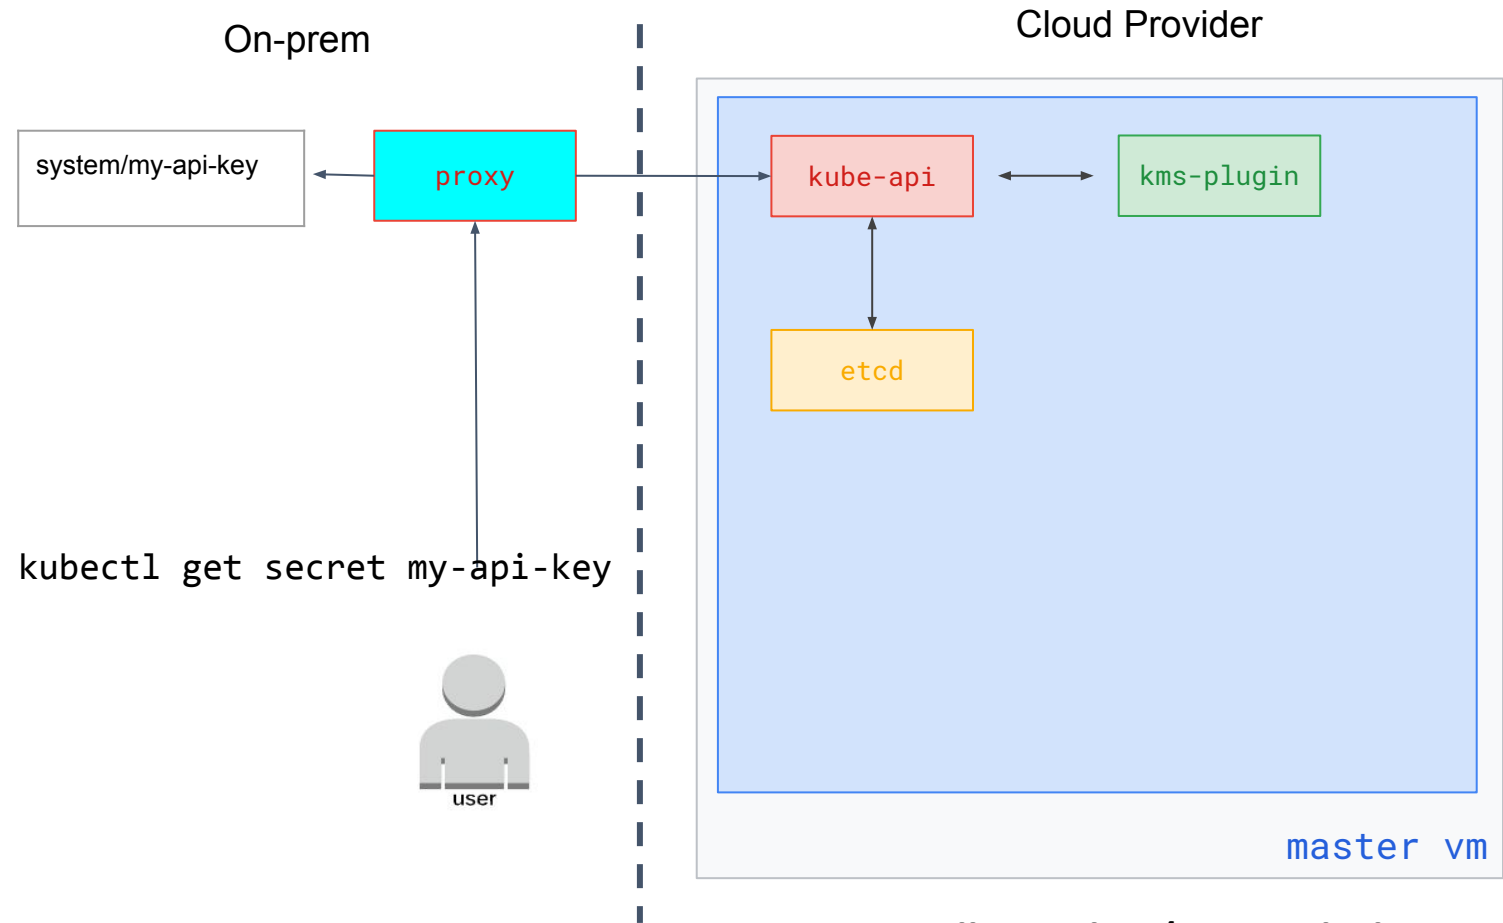 On-prem
Cloud Provider
system/my-api-key
proxy
kube-api
kms-plugin
etcd
kubectl get secret my-api-key
user
master vm